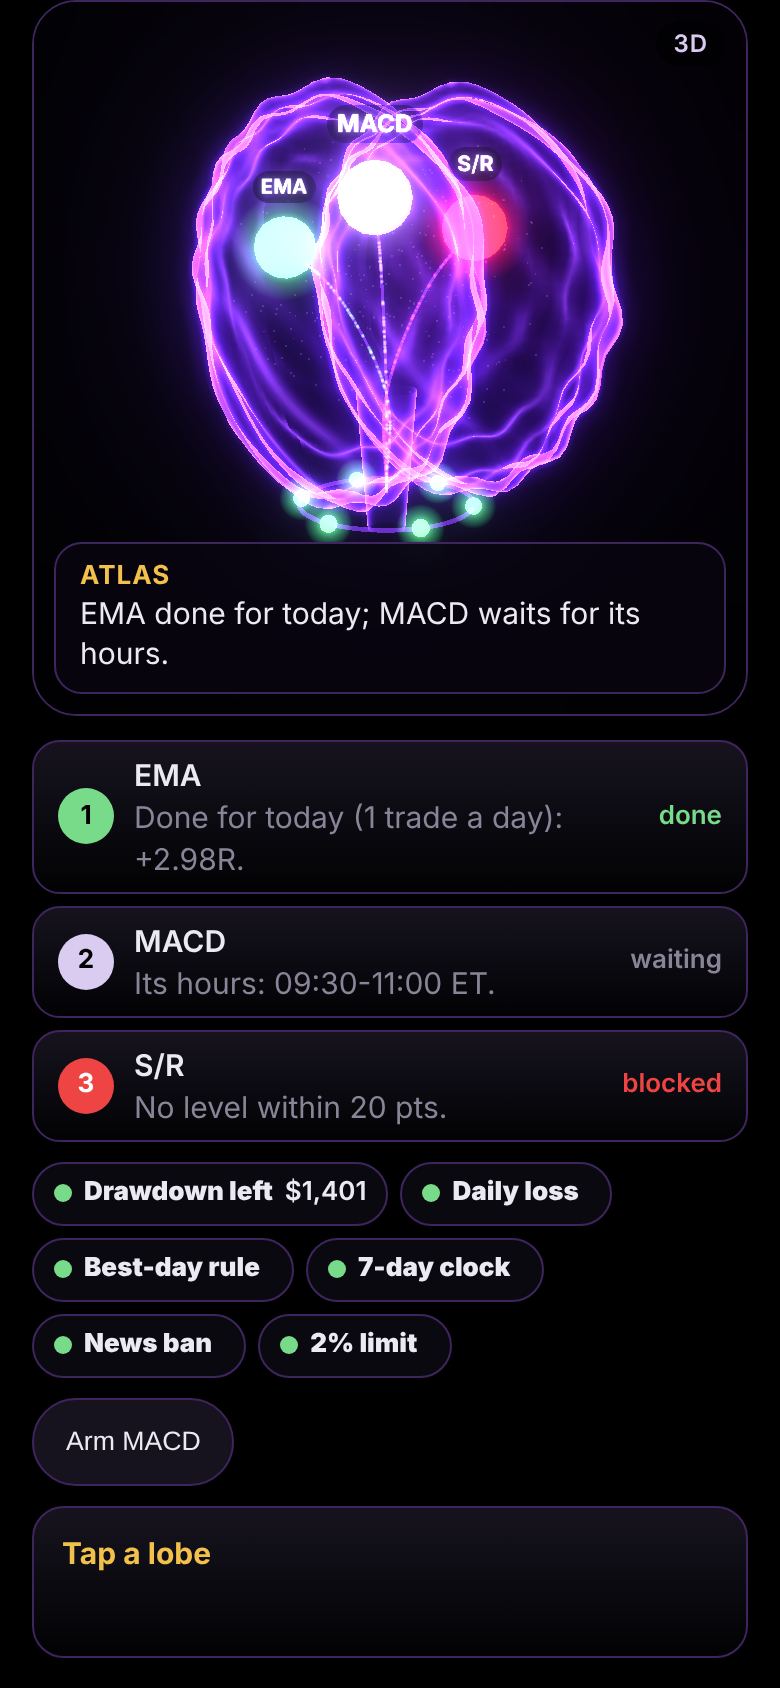 3D
MACD
S/R
EMA
ATLAS
EMA done for today; MACD waits for its
hours.
EMA
1
Done for today (1 trade a day):
+2.98R.
done
MACD
2
Its hours: 09:30-11:00 ET.
waiting
S/R
3
No level within 20 pts.
blocked
Drawdown left $1,401
Daily loss
Best-day rule
7-day clock
News ban
2% limit
Arm MACD
Tap a lobe